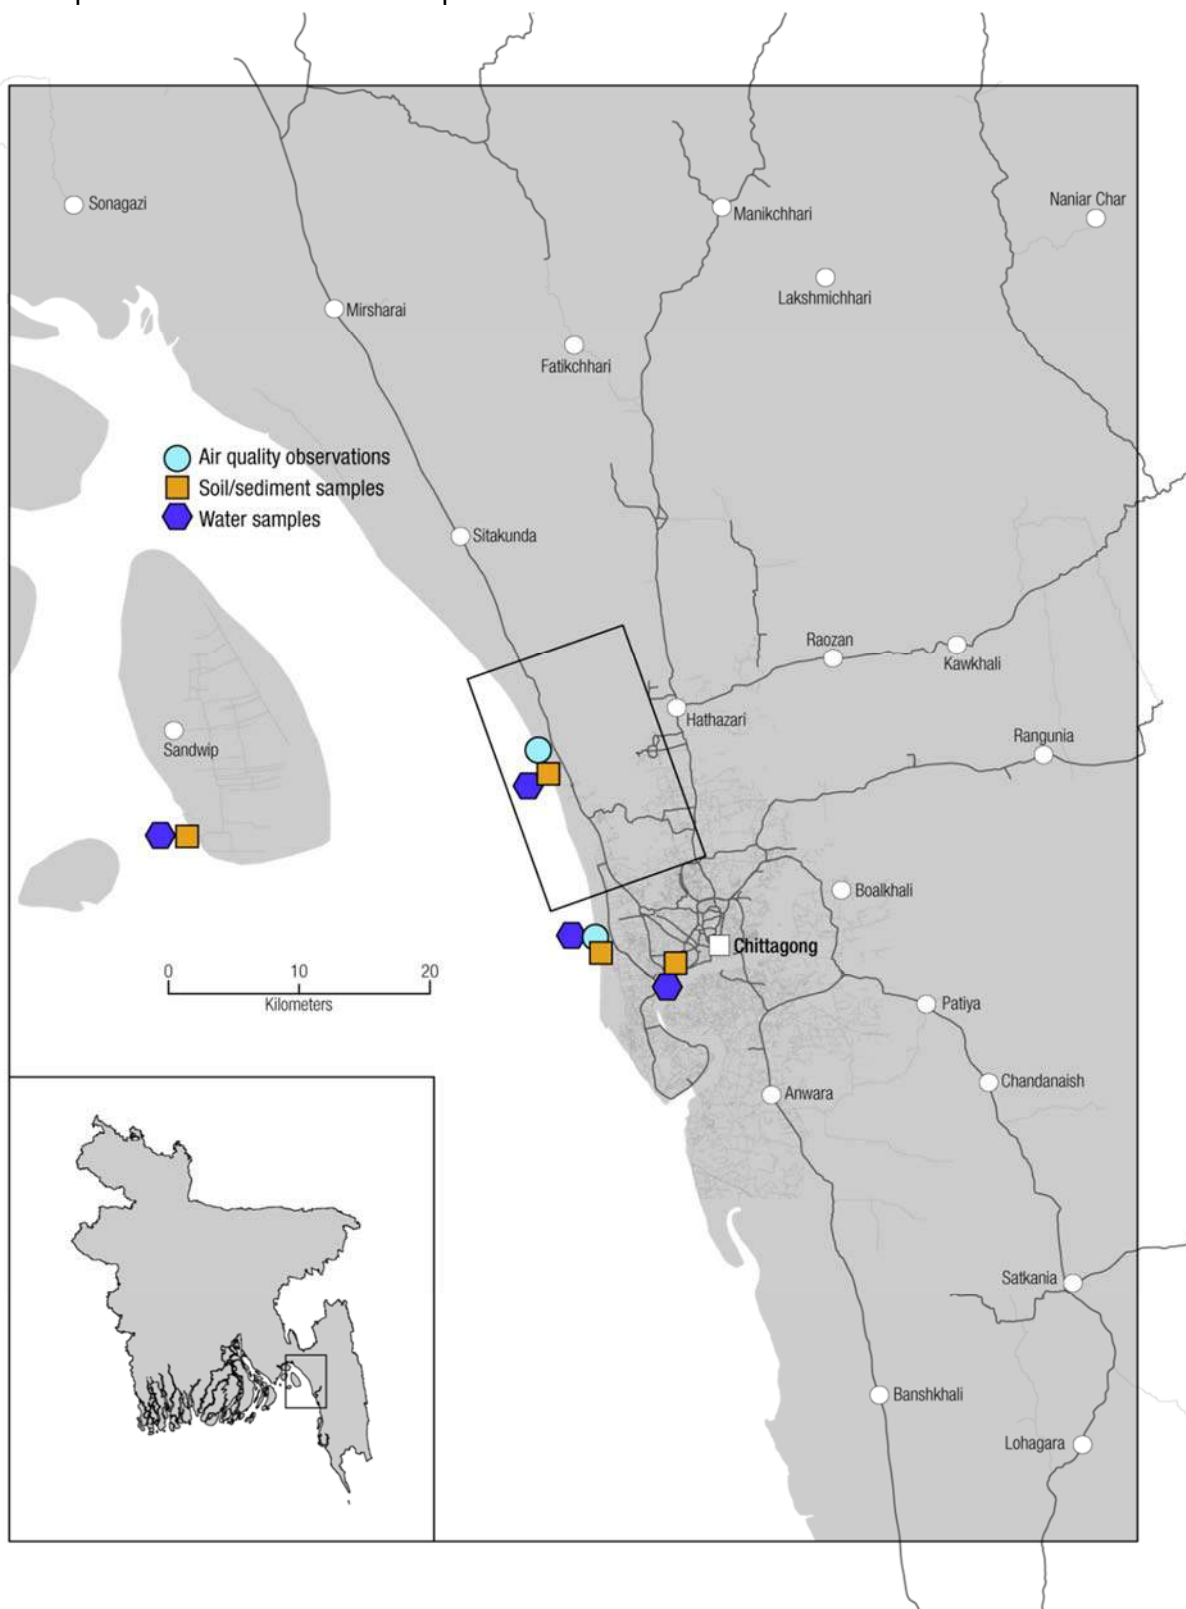 Naniar Char
Sonagazi
Manikchhari
Lakshmichhari
Mirsharai
Fatikchhari
Air quality observations
Soil/sediment samples
Water samples
Sitakunda
Raozan
Kawkhali
Hathazari
Rangunia
Sandwip
Boalkhali
Chittagong
0 10 20
Kilometers
Patiya
Chandanaish
Anwara
Satkania
Banshkhali
Lohagara